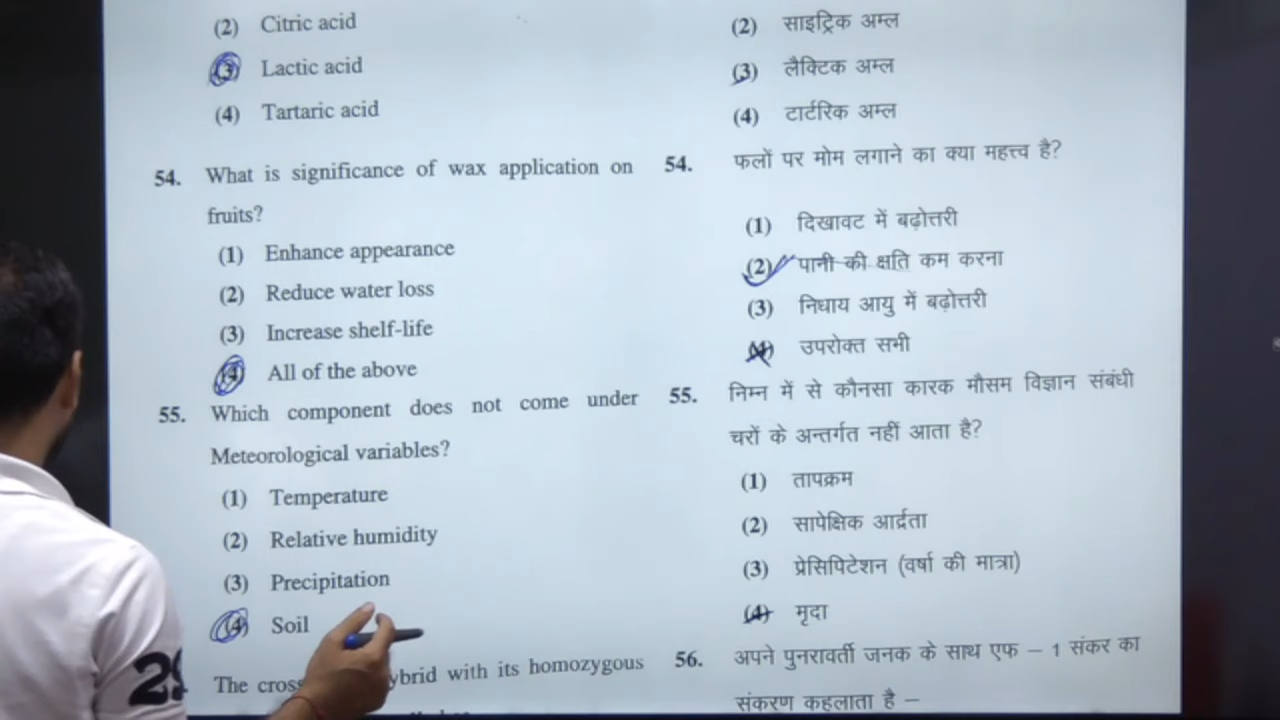 (2) Citric acid
(3) Lactic acid
(4) Tartaric acid
54. What is significance of wax application on
fruits?
(1) Enhance appearance
(2) Reduce water loss
(3) Increase shelf-life
(4) All of the above
55. Which component does not come under
Meteorological variables?
(1) Temperature
(2) Relative humidity
(3) Precipitation
(4) Soil
The cross ybrid with its homozygous
(2) साइट्रिक अम्ल
(3) लैक्टिक अम्ल
(4) टार्टरिक अम्ल
54. फलों पर मोम लगाने का क्या महत्त्व है?
(1) दिखावट में बढ़ोत्तरी
(2) पानी की क्षति कम करना
(3) निधाय आयु में बढ़ोत्तरी
(4) उपरोक्त सभी
55. निम्न में से कौनसा कारक मौसम विज्ञान संबंधी
चरों के अन्तर्गत नहीं आता है?
(1) तापक्रम
(2) सापेक्षिक आर्द्रता
(3) प्रेसिपिटेशन (वर्षा की मात्रा)
(4) मृदा
56. अपने पुनरावर्ती जनक के साथ एफ – 1 संकर का
संकरण कहलाता है –
29